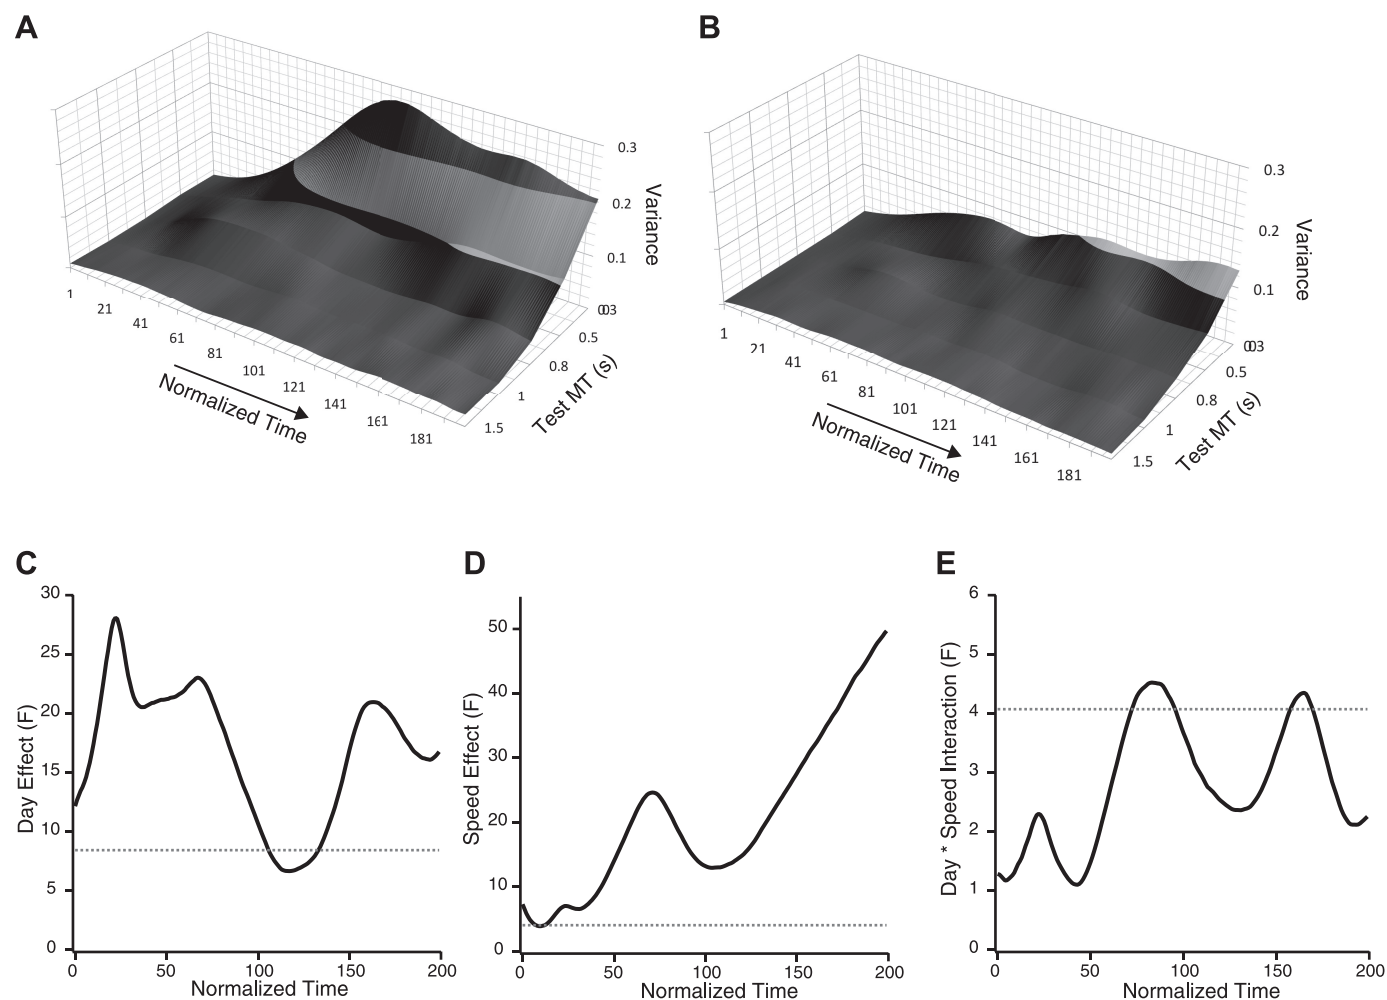 A
B
0.3
0.2
0.1
Variance
03
0.5
0.8
1
1.5
Test MT (s)
1
21
41
61
81
101
121
141
161
181
Normalized Time
0.3
0.2
0.1
Variance
03
0.5
0.8
1
1.5
Test MT (s)
1
21
41
61
81
101
121
141
161
181
Normalized Time
C
30
25
20
15
10
5
0
Day Effect (F)
0 50 100 150 200
Normalized Time
D
50
40
30
20
10
0
Speed Effect (F)
0 50 100 150 200
Normalized Time
E
6
5
4
3
2
1
0
Day * Speed Interaction (F)
0 50 100 150 200
Normalized Time